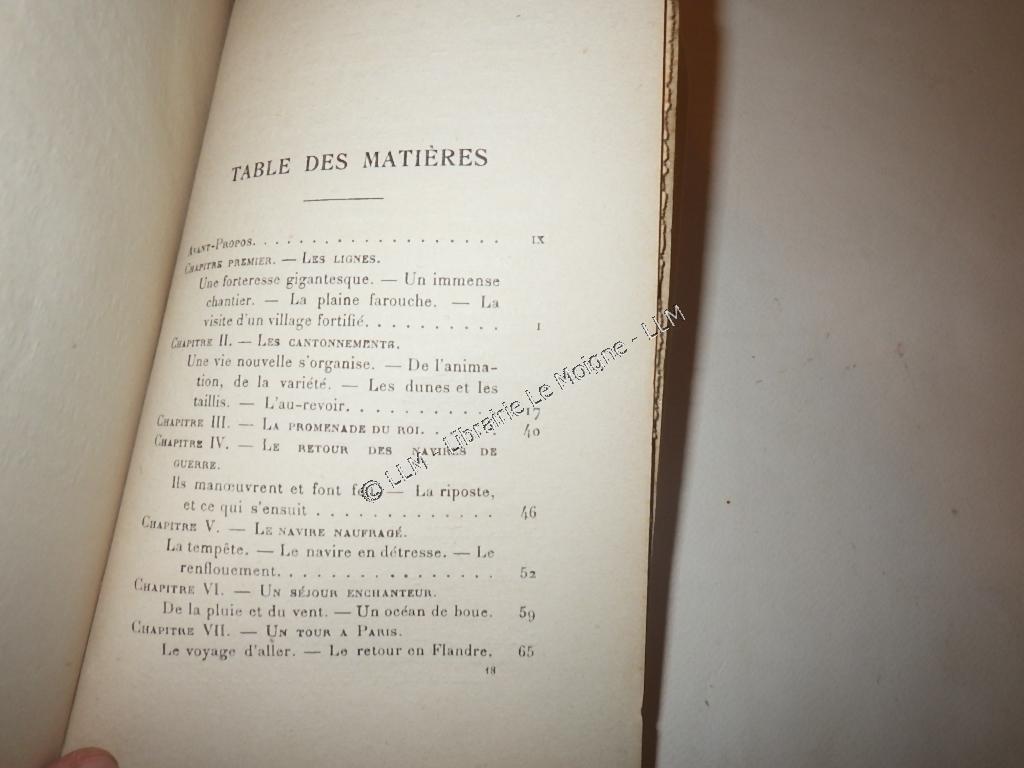 TABLE DES MATIÈRES
AVANT-PROPOS. . . . . . . . . . . . . . . . . . . IX
CHAPITRE PREMIER. — LES LIGNES.
Une forteresse gigantesque. — Un immense
chantier. — La plaine farouche. — La
visite d'un village fortifié. . . . . . . . . . 1
CHAPITRE II. — LES CANTONNEMENTS.
Une vie nouvelle s'organise. — De l'anima-
tion, de la variété. — Les dunes et les
taillis. — L'au-revoir. . . . . . . . . . . 17
CHAPITRE III. — LA PROMENADE DU ROI. . . . . 40
CHAPITRE IV. — LE RETOUR DES NAVIRES DE
GUERRE.
Ils manœuvrent et font feu. — La riposte,
et ce qui s'ensuit . . . . . . . . . . . . . 46
CHAPITRE V. — LE NAVIRE NAUFRAGÉ.
La tempête. — Le navire en détresse. — Le
renflouement. . . . . . . . . . . . . . . . 52
CHAPITRE VI. — UN SÉJOUR ENCHANTEUR.
De la pluie et du vent. — Un océan de boue. 59
CHAPITRE VII. — UN TOUR A PARIS.
Le voyage d'aller. — Le retour en Flandre. 65
18
© LLM - Librairie Le Moigne - LLM